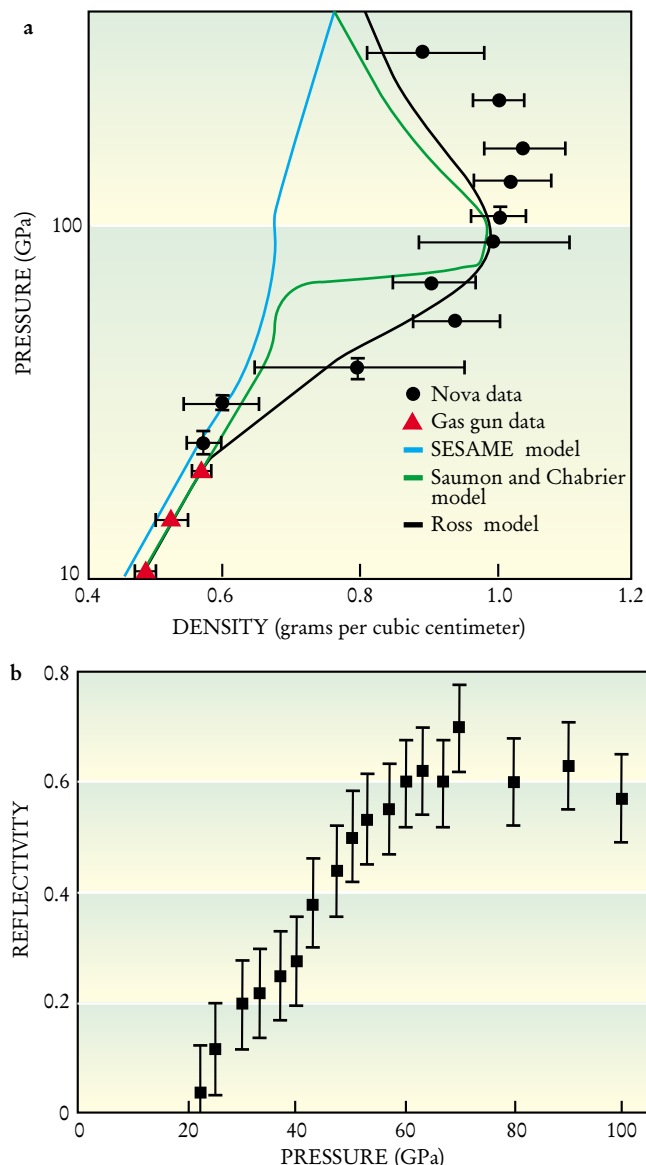 a
PRESSURE (GPa)
100
10
Nova data
Gas gun data
SESAME model
Saumon and Chabrier
model
Ross model
0.4 0.6 0.8 1.0 1.2
DENSITY (grams per cubic centimeter)
b
REFLECTIVITY
0.8
0.6
0.4
0.2
0
0 20 40 60 80 100
PRESSURE (GPa)